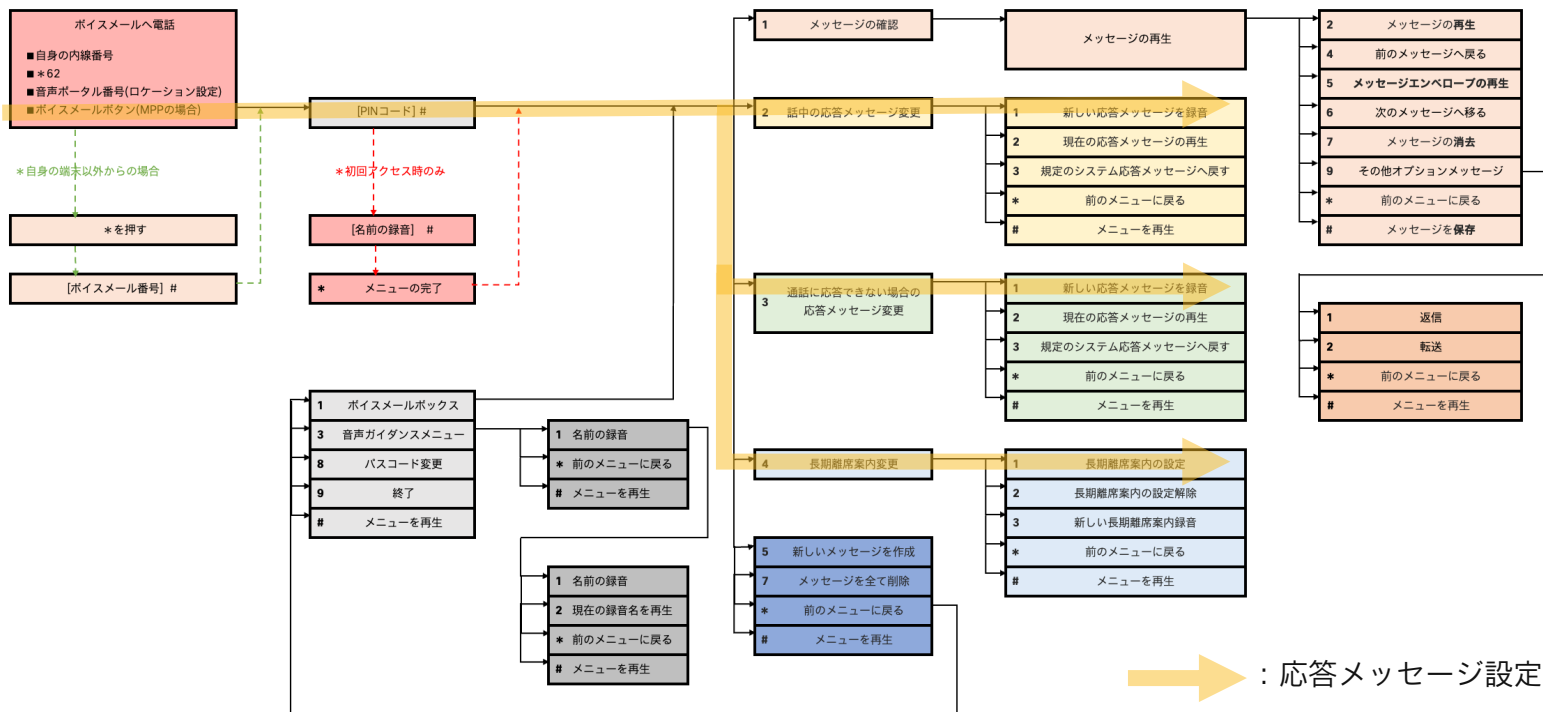 ボイスメールへ電話
■自身の内線番号
■＊62
■音声ポータル番号(ロケーション設定)
■ボイスメールボタン(MPPの場合)
＊自身の端末以外からの場合
＊を押す
[ボイスメール番号] #
[PINコード] #
＊初回アクセス時のみ
[名前の録音] #
* メニューの完了
1 ボイスメールボックス
3 音声ガイダンスメニュー
8 パスコード変更
9 終了
# メニューを再生
1 名前の録音
* 前のメニューに戻る
# メニューを再生
1 名前の録音
2 現在の録音名を再生
* 前のメニューに戻る
# メニューを再生
1 メッセージの確認
2 話中の応答メッセージ変更
3 通話に応答できない場合の
応答メッセージ変更
4 長期離席案内変更
5 新しいメッセージを作成
7 メッセージを全て削除
* 前のメニューに戻る
# メニューを再生
メッセージの再生
1 新しい応答メッセージを録音
2 現在の応答メッセージの再生
3 規定のシステム応答メッセージへ戻す
* 前のメニューに戻る
# メニューを再生
1 新しい応答メッセージを録音
2 現在の応答メッセージの再生
3 規定のシステム応答メッセージへ戻す
* 前のメニューに戻る
# メニューを再生
1 長期離席案内の設定
2 長期離席案内の設定解除
3 新しい長期離席案内録音
* 前のメニューに戻る
# メニューを再生
2 メッセージの再生
4 前のメッセージへ戻る
5 メッセージエンベロープの再生
6 次のメッセージへ移る
7 メッセージの消去
9 その他オプションメッセージ
* 前のメニューに戻る
# メッセージを保存
1 返信
2 転送
* 前のメニューに戻る
# メニューを再生
：応答メッセージ設定